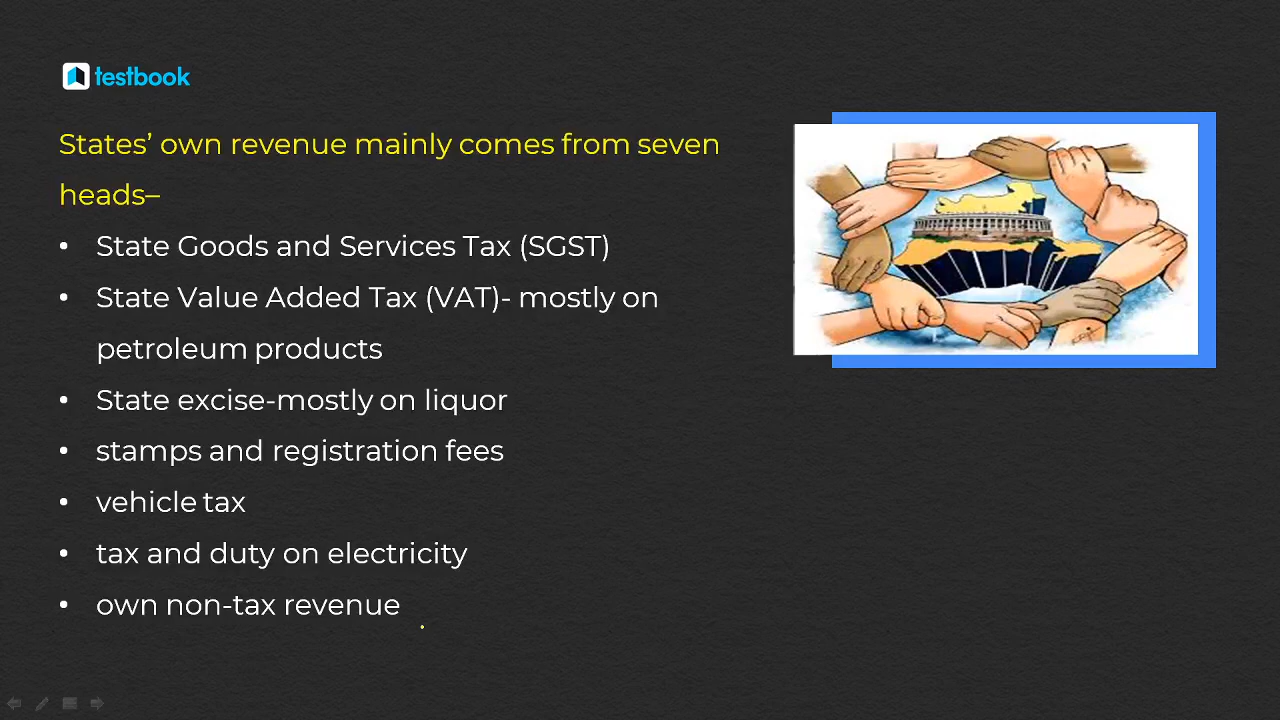 testbook
States’ own revenue mainly comes from seven
heads–
• State Goods and Services Tax (SGST)
• State Value Added Tax (VAT)- mostly on
petroleum products
• State excise-mostly on liquor
• stamps and registration fees
• vehicle tax
• tax and duty on electricity
• own non-tax revenue